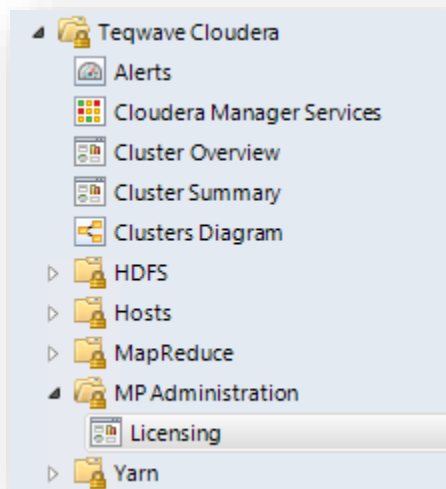 Teqwave Cloudera
Alerts
Cloudera Manager Services
Cluster Overview
Cluster Summary
Clusters Diagram
HDFS
Hosts
MapReduce
MP Administration
Licensing
Yarn